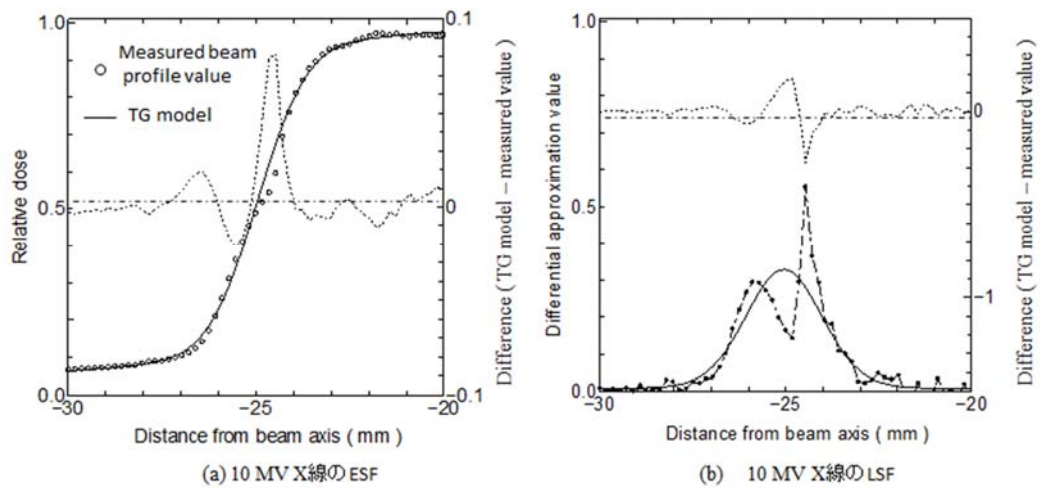 1.0
0.5
0.0
0.1
0
-0.1
-30
-25
-20
Relative dose
Measured beam
profile value
TG model
Difference ( TG model – measured value )
Distance from beam axis ( mm )
(a) 10 MV X線の ESF
1.0
0.5
0.0
0
-1
-30
-25
-20
Differential approximation value
Difference ( TG model – measured value )
Distance from beam axis ( mm )
(b) 10 MV X線の LSF